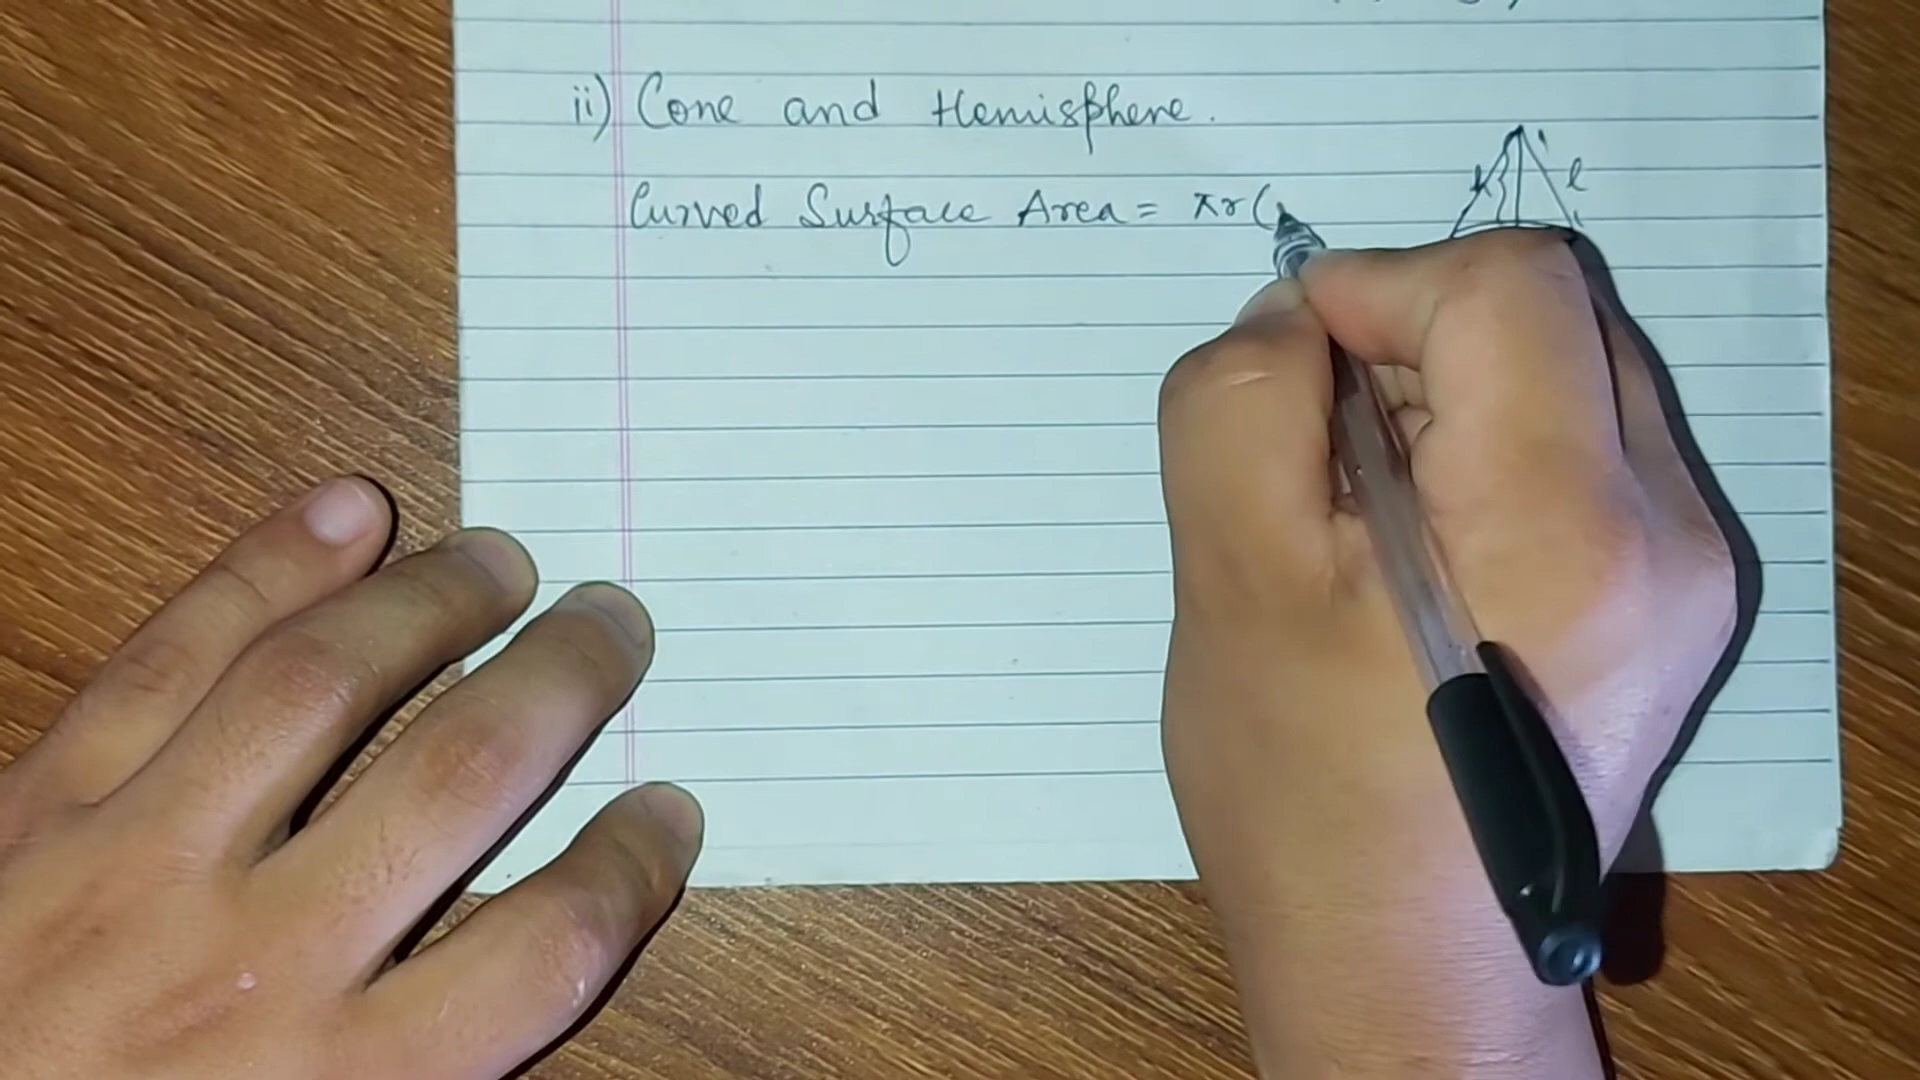 ii) Cone and Hemisphere.
Curved Surface Area = πr(
l